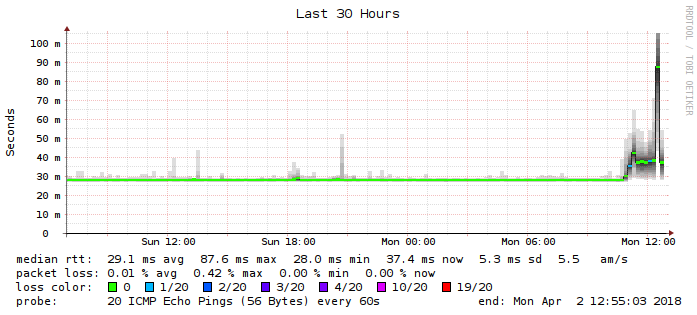 Last 30 Hours
RRDTOOL / TOBI OETIKER
Seconds
100 m
90 m
80 m
70 m
60 m
50 m
40 m
30 m
20 m
10 m
0
Sun 12:00 Sun 18:00 Mon 00:00 Mon 06:00 Mon 12:00
median rtt: 29.1 ms avg 87.6 ms max 28.0 ms min 37.4 ms now 5.3 ms sd 5.5 am/s
packet loss: 0.01 % avg 0.42 % max 0.00 % min 0.00 % now
loss color: 0 1/20 2/20 3/20 4/20 10/20 19/20
probe: 20 ICMP Echo Pings (56 Bytes) every 60s end: Mon Apr 2 12:55:03 2018